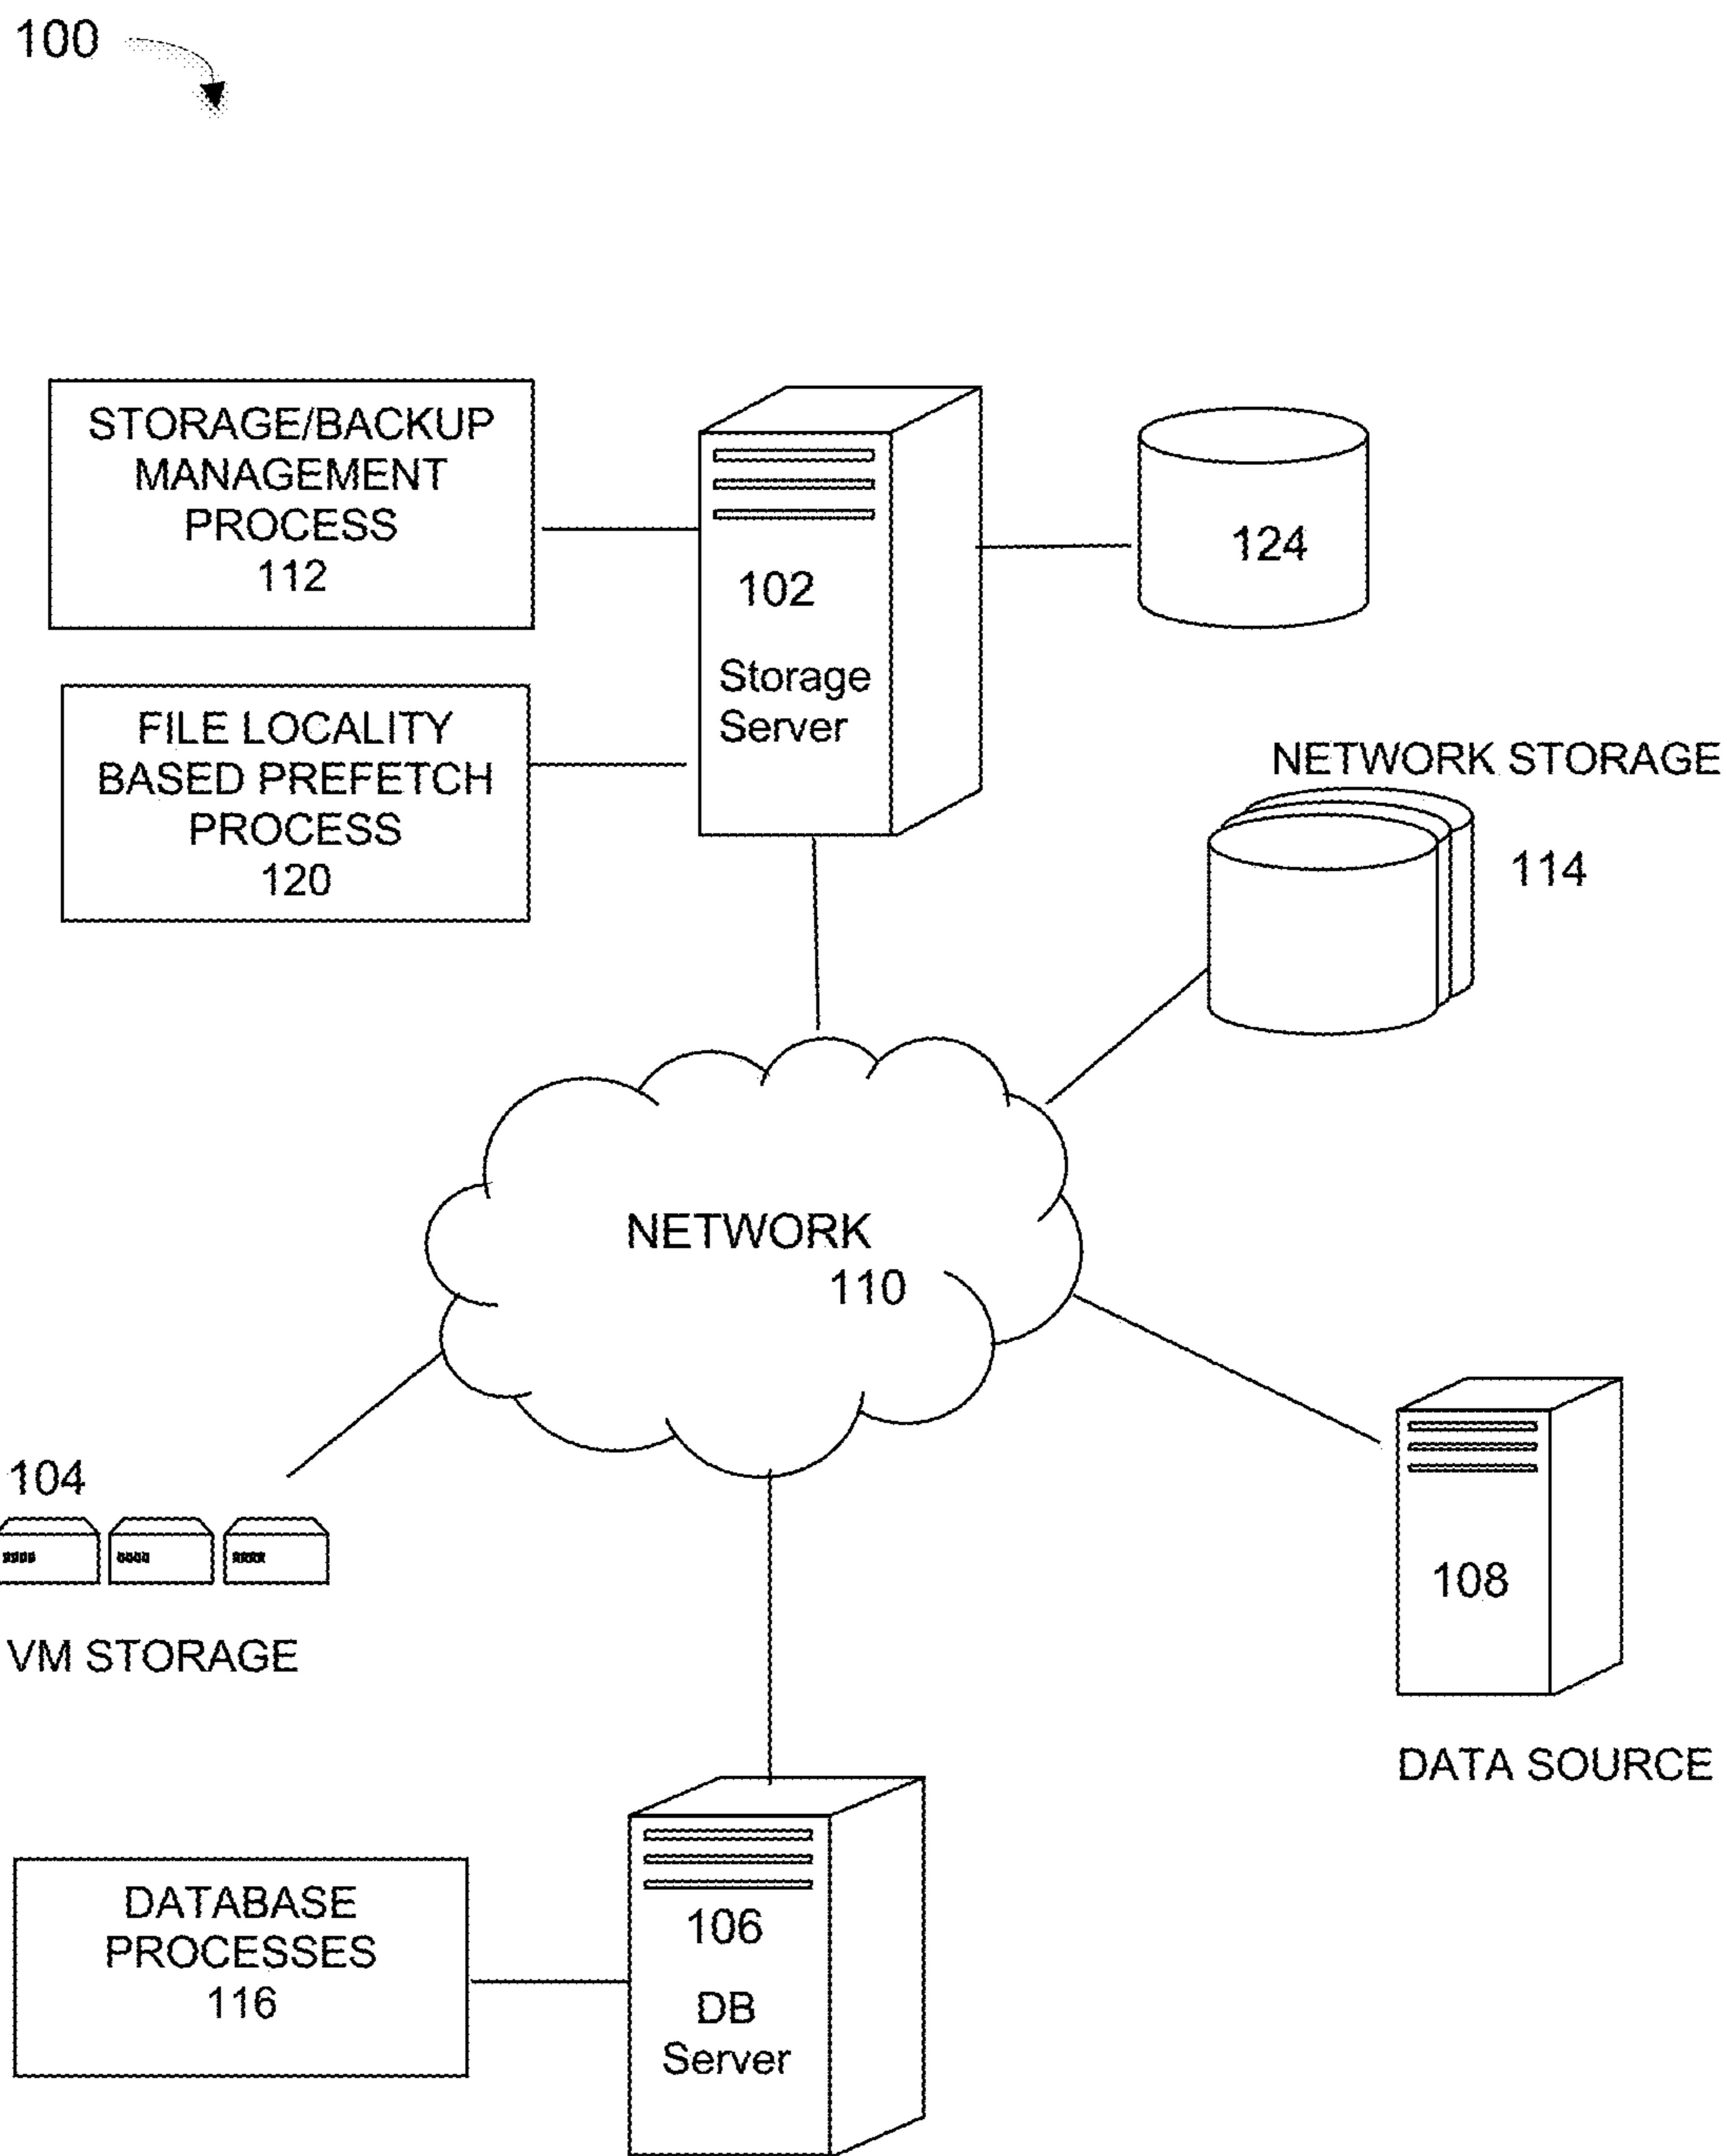 100
STORAGE/BACKUP
MANAGEMENT
PROCESS
112
102
Storage
Server
124
FILE LOCALITY
BASED PREFETCH
PROCESS
120
NETWORK STORAGE
114
NETWORK
110
104
VM STORAGE
108
DATA SOURCE
DATABASE
PROCESSES
116
106
DB
Server